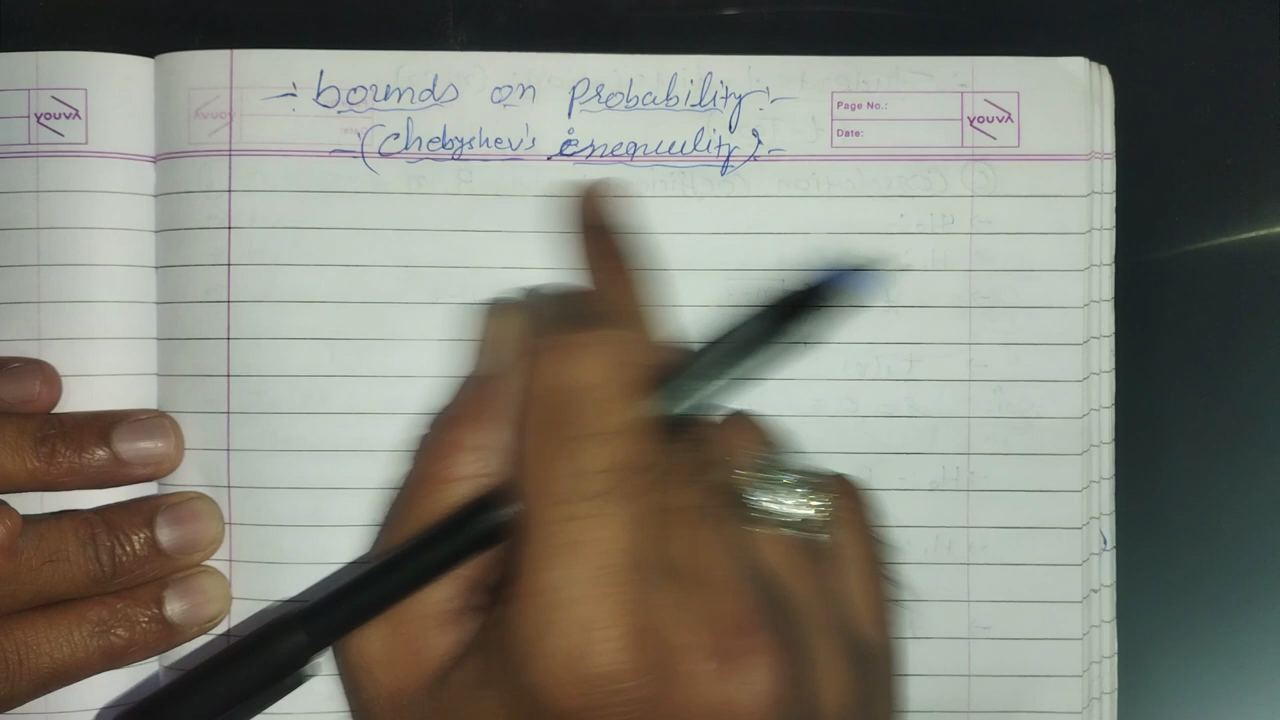 -: bounds on probability :-
-(Chebyshev's inequality):-
Page No.:
Date:
YOUVA
YOUVA